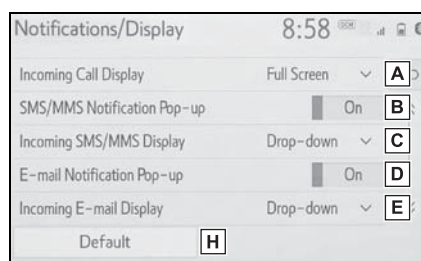 Notifications/Display 8:58 DCM
Incoming Call Display Full Screen A
SMS/MMS Notification Pop-up On B
Incoming SMS/MMS Display Drop-down C
E-mail Notification Pop-up On D
Incoming E-mail Display Drop-down E
Default H